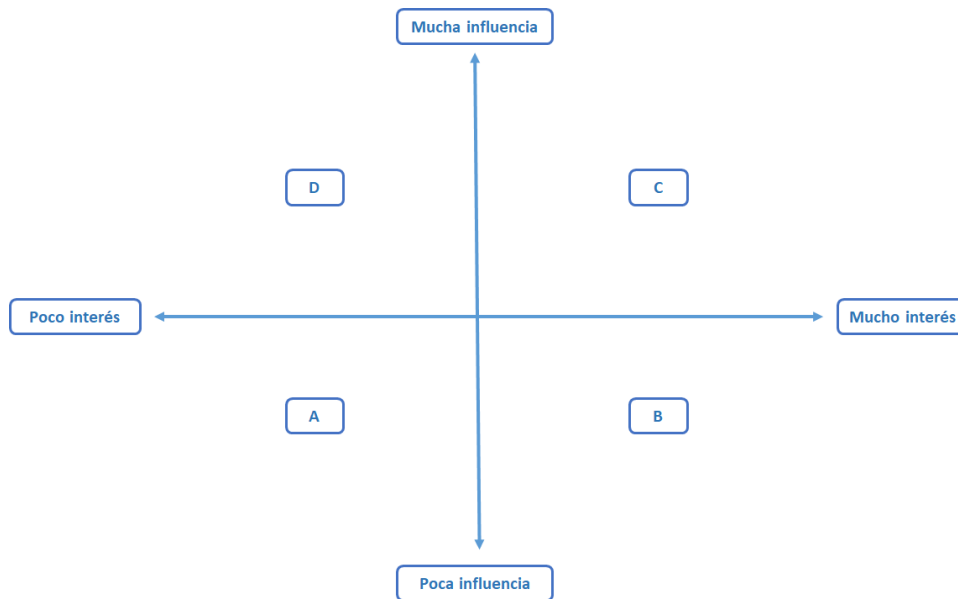 Mucha influencia
D
C
Poco interés
Mucho interés
A
B
Poca influencia